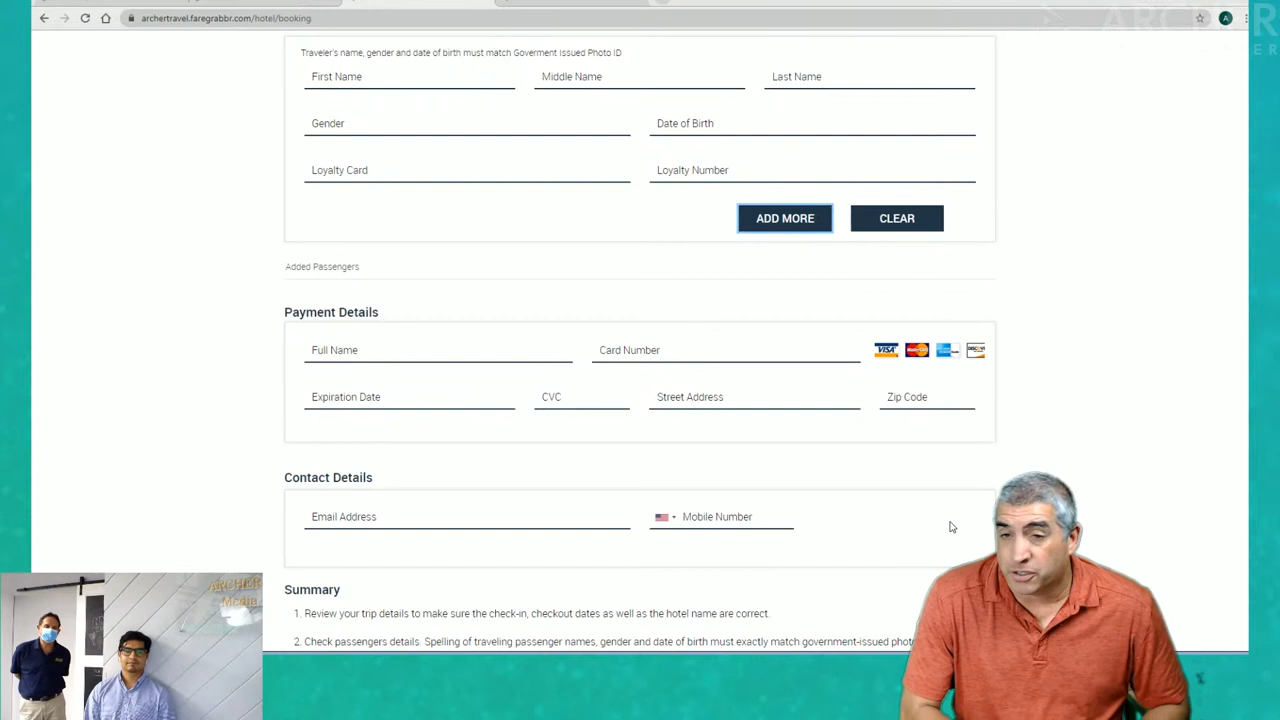 ARCHER
archertravel.faregrabbr.com/hotel/booking
A
Traveler's name, gender and date of birth must match Goverment Issued Photo ID
First Name
Middle Name
Last Name
Gender
Date of Birth
Loyalty Card
Loyalty Number
ADD MORE
CLEAR
Added Passengers
Payment Details
Full Name
Card Number
VISA
Expiration Date
CVC
Street Address
Zip Code
Contact Details
Email Address
Mobile Number
Summary
1. Review your trip details to make sure the check-in, checkout dates as well as the hotel name are correct.
2. Check passengers details. Spelling of traveling passenger names, gender and date of birth must exactly match government-issued photo
ARCHER
Media